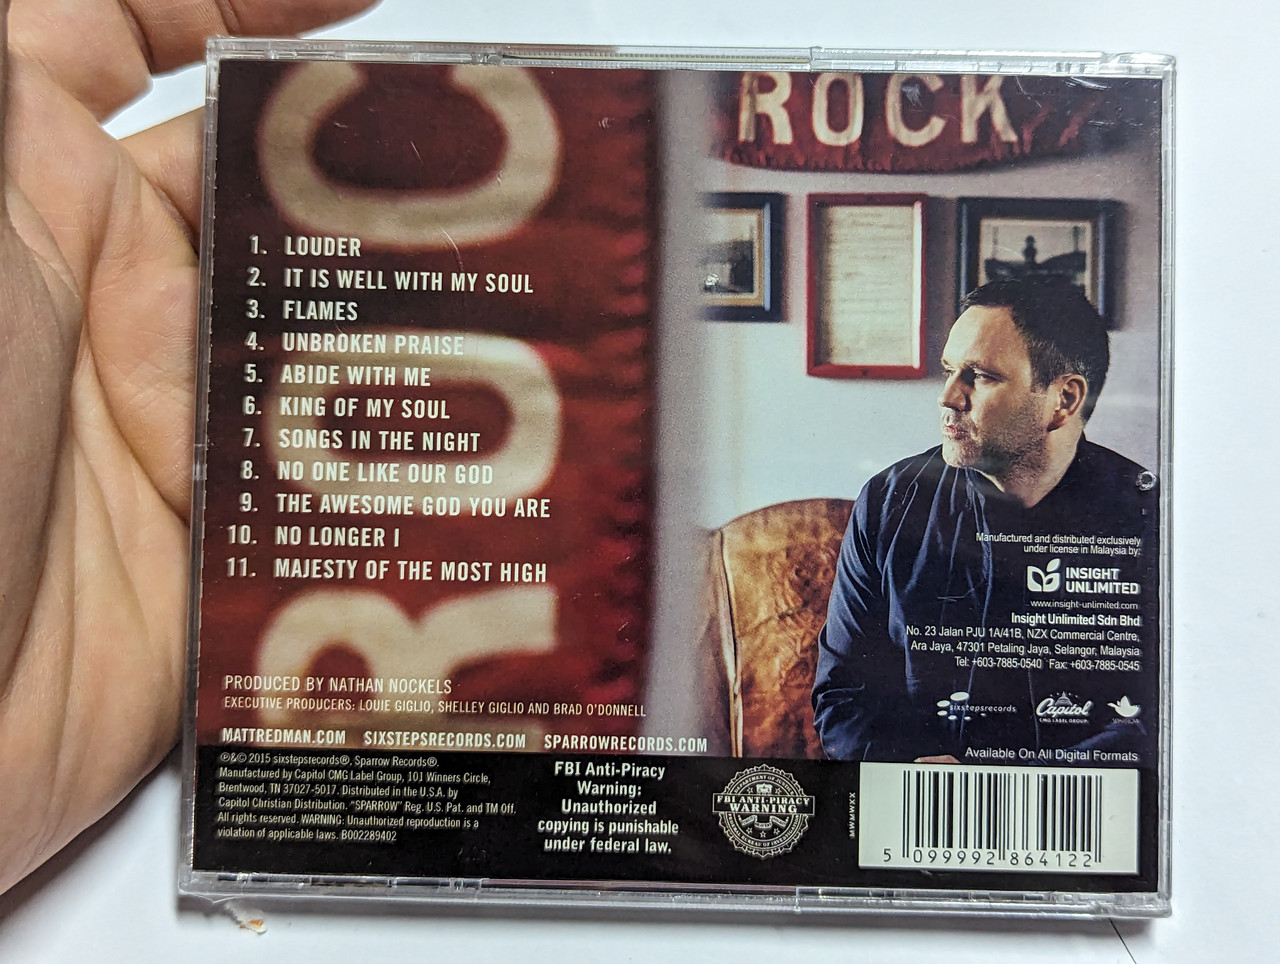 ROCK
ROC
1. LOUDER
2. IT IS WELL WITH MY SOUL
3. FLAMES
4. UNBROKEN PRAISE
5. ABIDE WITH ME
6. KING OF MY SOUL
7. SONGS IN THE NIGHT
8. NO ONE LIKE OUR GOD
9. THE AWESOME GOD YOU ARE
10. NO LONGER I
11. MAJESTY OF THE MOST HIGH
PRODUCED BY NATHAN NOCKELS
EXECUTIVE PRODUCERS: LOUIE GIGLIO, SHELLEY GIGLIO AND BRAD O'DONNELL
MATTREDMAN.COM SIXSTEPSRECORDS.COM SPARROWRECORDS.COM
Manufactured and distributed exclusively
under license in Malaysia by:
INSIGHT
UNLIMITED
www.insight-unlimited.com
Insight Unlimited Sdn Bhd
No. 23 Jalan PJU 1A/41B, NZX Commercial Centre,
Ara Jaya, 47301 Petaling Jaya, Selangor, Malaysia
Tel: +603-7885-0540 Fax: +603-7885-0545
sixstepsrecords
Capitol
CMG LABEL GROUP
Available On All Digital Formats
℗&© 2015 sixstepsrecords®, Sparrow Records®.
Manufactured by Capitol CMG Label Group, 101 Winners Circle,
Brentwood, TN 37027-5017. Distributed in the U.S.A. by
Capitol Christian Distribution. "SPARROW" Reg. U.S. Pat. and TM Off.
All rights reserved. WARNING: Unauthorized reproduction is a
violation of applicable laws. B002289402
FBI Anti-Piracy
Warning:
Unauthorized
copying is punishable
under federal law.
FBI ANTI-PIRACY
WARNING
MWMWXX
5 099992 864122